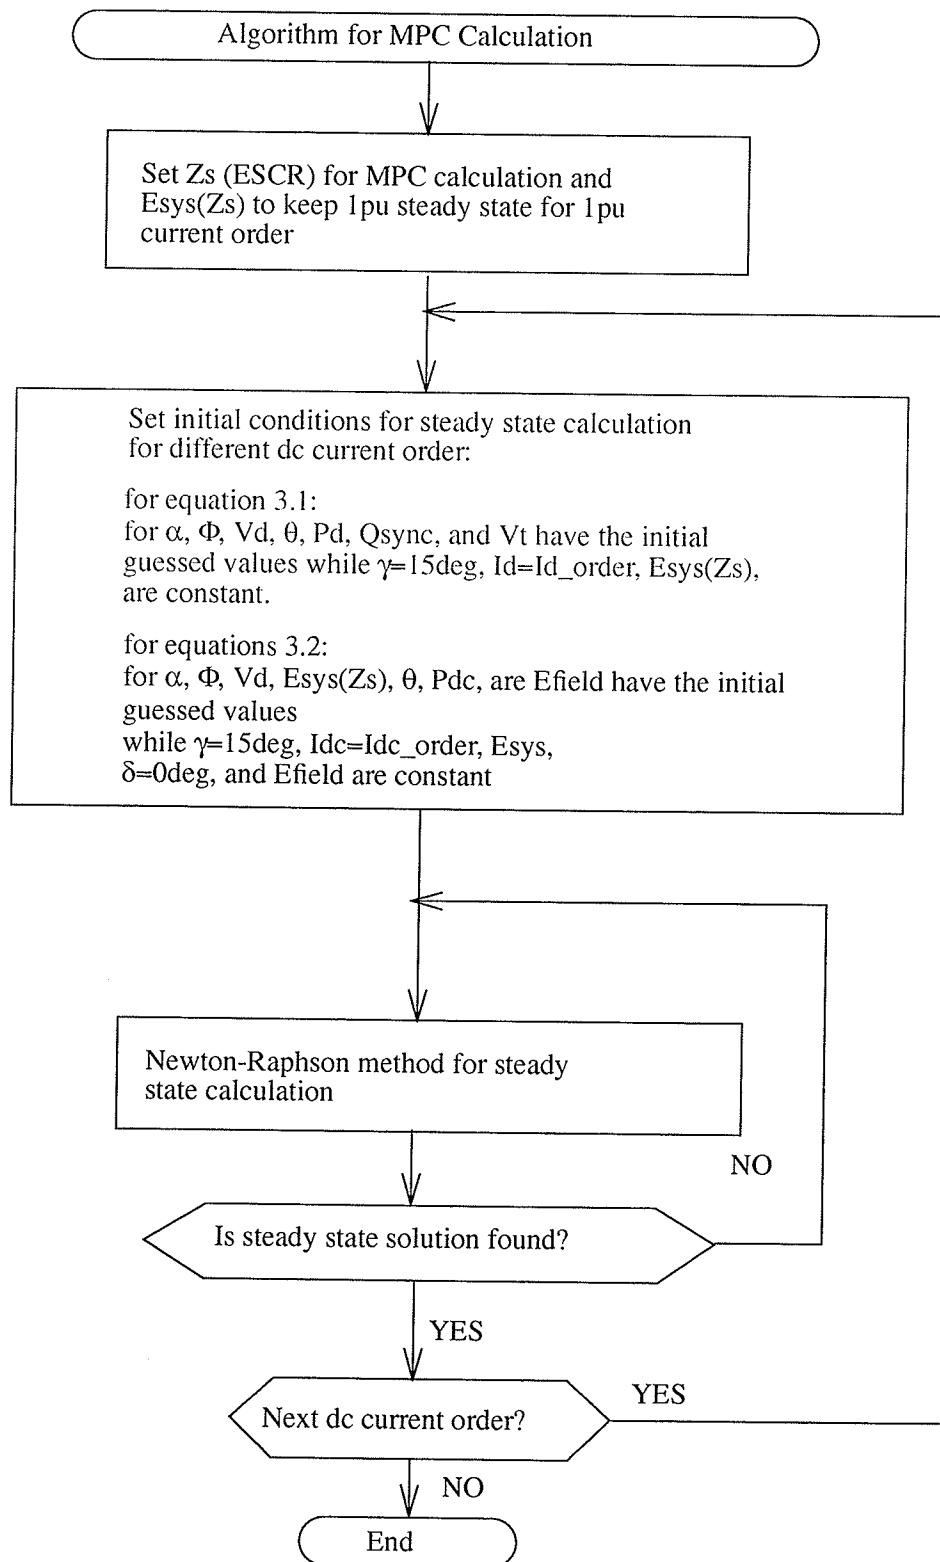 Algorithm for MPC Calculation
Set Zs (ESCR) for MPC calculation and
Esys(Zs) to keep 1pu steady state for 1pu
current order
Set initial conditions for steady state calculation
for different dc current order:
for equation 3.1:
for α, Φ, Vd, θ, Pd, Qsync, and Vt have the initial
guessed values while γ=15deg, Id=Id_order, Esys(Zs),
are constant.
for equations 3.2:
for α, Φ, Vd, Esys(Zs), θ, Pdc, are Efield have the initial
guessed values
while γ=15deg, Idc=Idc_order, Esys,
δ=0deg, and Efield are constant
Newton-Raphson method for steady
state calculation
NO
Is steady state solution found?
YES
YES
Next dc current order?
NO
End